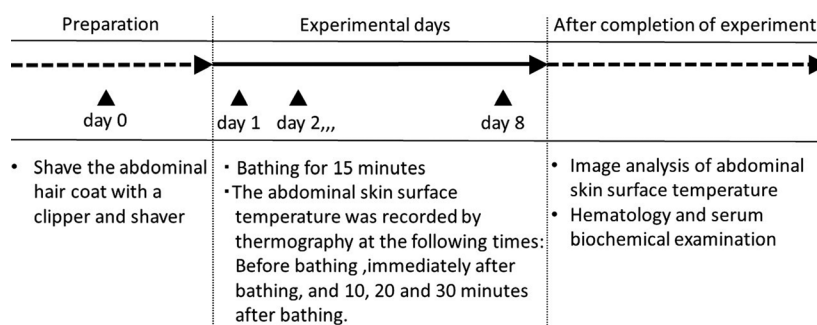 Preparation
Experimental days
After completion of experiment
day 0
day 1
day 2,,,
day 8
• Shave the abdominal
hair coat with a
clipper and shaver
・Bathing for 15 minutes
・The abdominal skin surface
temperature was recorded by
thermography at the following times:
Before bathing ,immediately after
bathing, and 10, 20 and 30 minutes
after bathing.
• Image analysis of abdominal
skin surface temperature
• Hematology and serum
biochemical examination